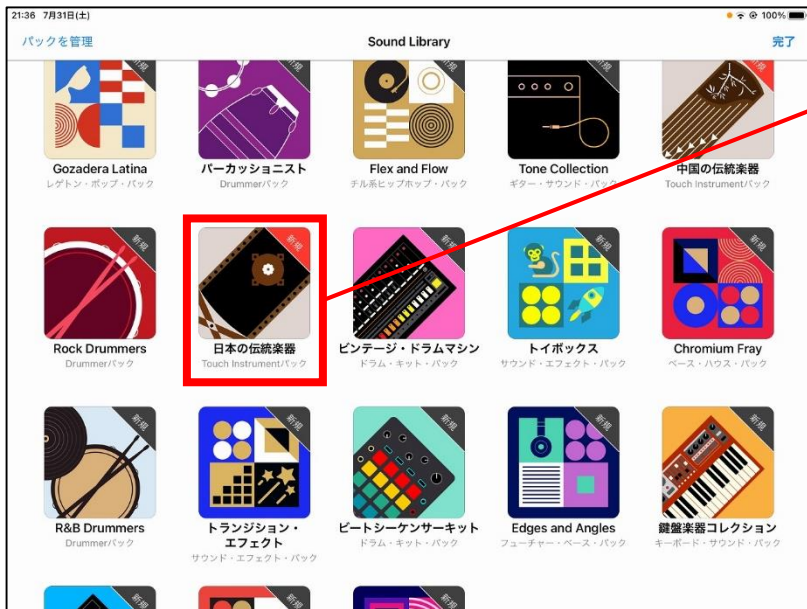 21:36 7月31日(土)
100%
パックを管理
Sound Library
完了
新規
新規
新規
新規
新規
Gozadera Latina
パーカッショニスト
Flex and Flow
Tone Collection
中国の伝統楽器
レゲトン・ポップ・パック
Drummerパック
チル系ヒップホップ・パック
ギター・サウンド・パック
Touch Instrumentパック
新規
新規
新規
新規
新規
Rock Drummers
日本の伝統楽器
ビンテージ・ドラムマシン
トイボックス
Chromium Fray
Drummerパック
Touch Instrumentパック
ドラム・キット・パック
サウンド・エフェクト・パック
ベース・ハウス・パック
新規
新規
新規
新規
新規
R&B Drummers
トランジション・
エフェクト
ビートシーケンサーキット
Edges and Angles
鍵盤楽器コレクション
Drummerパック
サウンド・エフェクト・パック
ドラム・キット・パック
フューチャー・ベース・パック
キーボード・サウンド・パック
新規
新規
新規